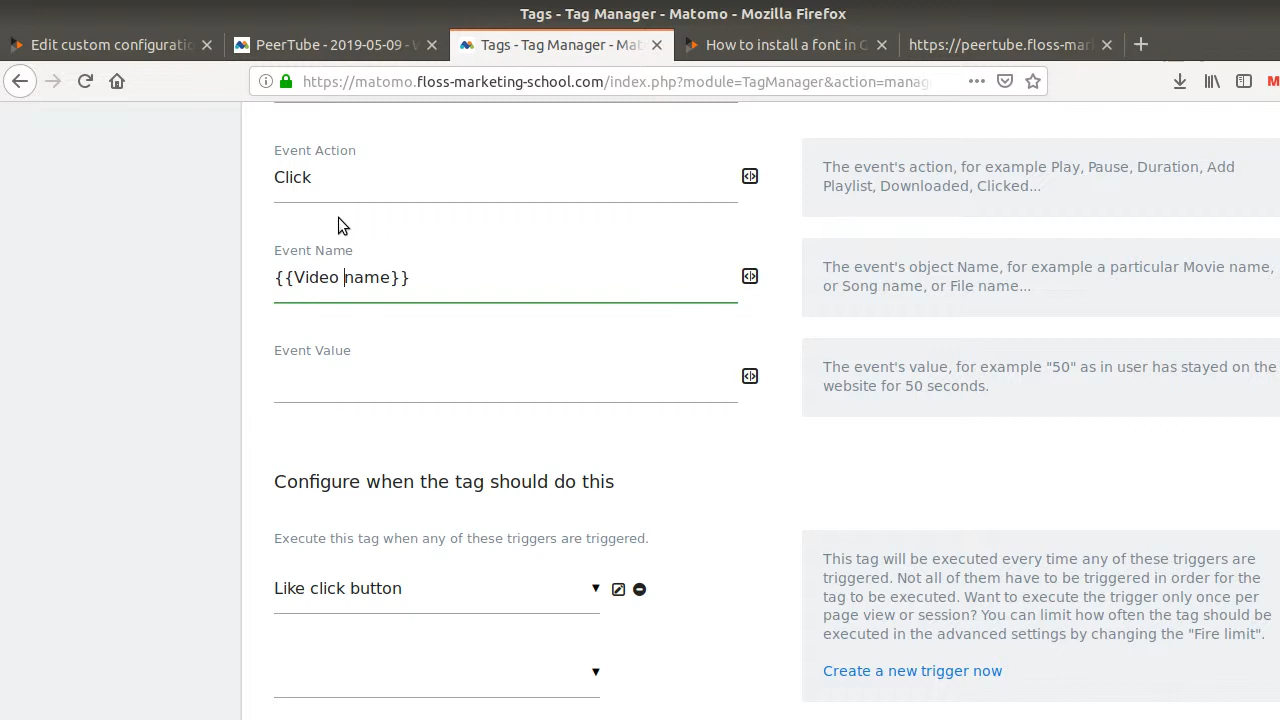 Tags - Tag Manager - Matomo - Mozilla Firefox
Edit custom configuratio
PeerTube - 2019-05-09 - V
Tags - Tag Manager - Mat
How to install a font in C
https://peertube.floss-mar
https://matomo.floss-marketing-school.com/index.php?module=TagManager&action=manag
Event Action
Click
The event's action, for example Play, Pause, Duration, Add
Playlist, Downloaded, Clicked...
Event Name
{{Video name}}
The event's object Name, for example a particular Movie name,
or Song name, or File name...
Event Value
The event's value, for example "50" as in user has stayed on the
website for 50 seconds.
Configure when the tag should do this
Execute this tag when any of these triggers are triggered.
Like click button
This tag will be executed every time any of these triggers are
triggered. Not all of them have to be triggered in order for the
tag to be executed. Want to execute the trigger only once per
page view or session? You can limit how often the tag should be
executed in the advanced settings by changing the "Fire limit".
Create a new trigger now